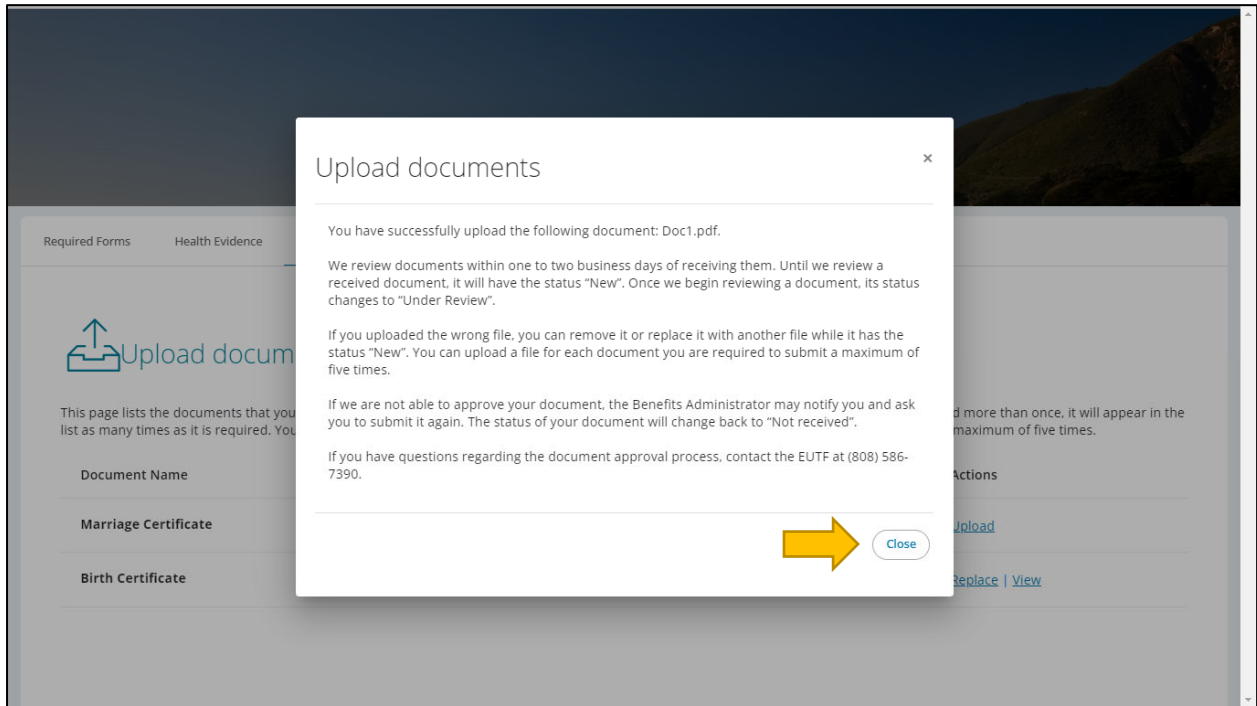 Upload documents
×
You have successfully upload the following document: Doc1.pdf.
We review documents within one to two business days of receiving them. Until we review a
received document, it will have the status “New”. Once we begin reviewing a document, its status
changes to “Under Review”.
If you uploaded the wrong file, you can remove it or replace it with another file while it has the
status “New”. You can upload a file for each document you are required to submit a maximum of
five times.
If we are not able to approve your document, the Benefits Administrator may notify you and ask
you to submit it again. The status of your document will change back to “Not received”.
If you have questions regarding the document approval process, contact the EUTF at (808) 586-
7390.
Close
Required Forms Health Evidence
Upload docum
This page lists the documents that you
d more than once, it will appear in the
list as many times as it is required. You
maximum of five times.
Document Name Actions
Marriage Certificate Upload
Birth Certificate Replace | View